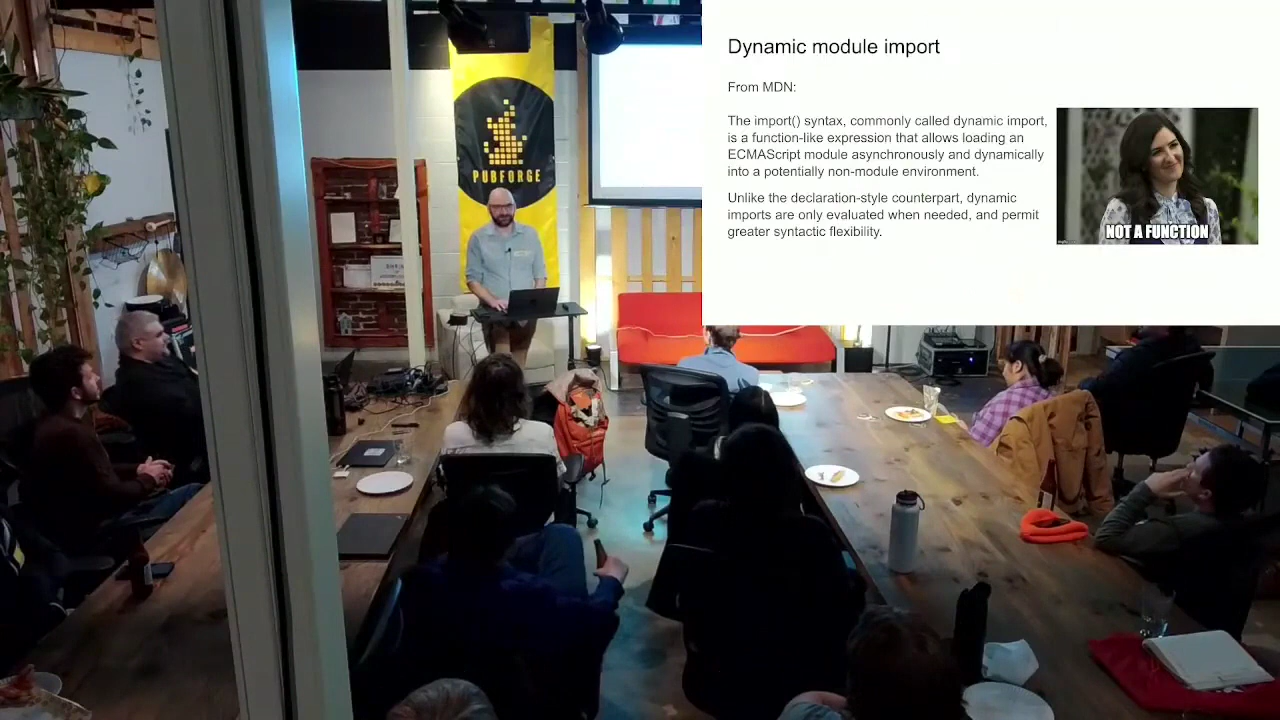 Dynamic module import
From MDN:
The import() syntax, commonly called dynamic import,
is a function-like expression that allows loading an
ECMAScript module asynchronously and dynamically
into a potentially non-module environment.
Unlike the declaration-style counterpart, dynamic
imports are only evaluated when needed, and permit
greater syntactic flexibility.
NOT A FUNCTION
PUBFORGE